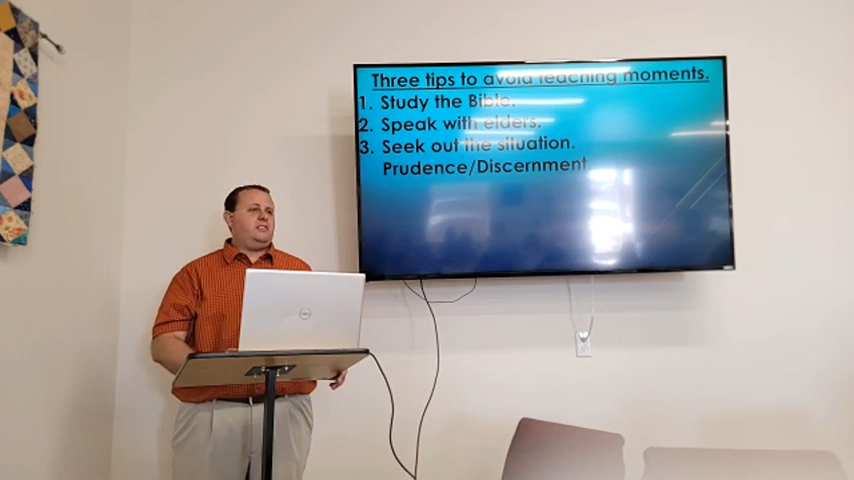 Three tips to avoid teaching moments.
1. Study the Bible.
2. Speak with elders.
3. Seek out the situation.
Prudence/Discernment
DELL